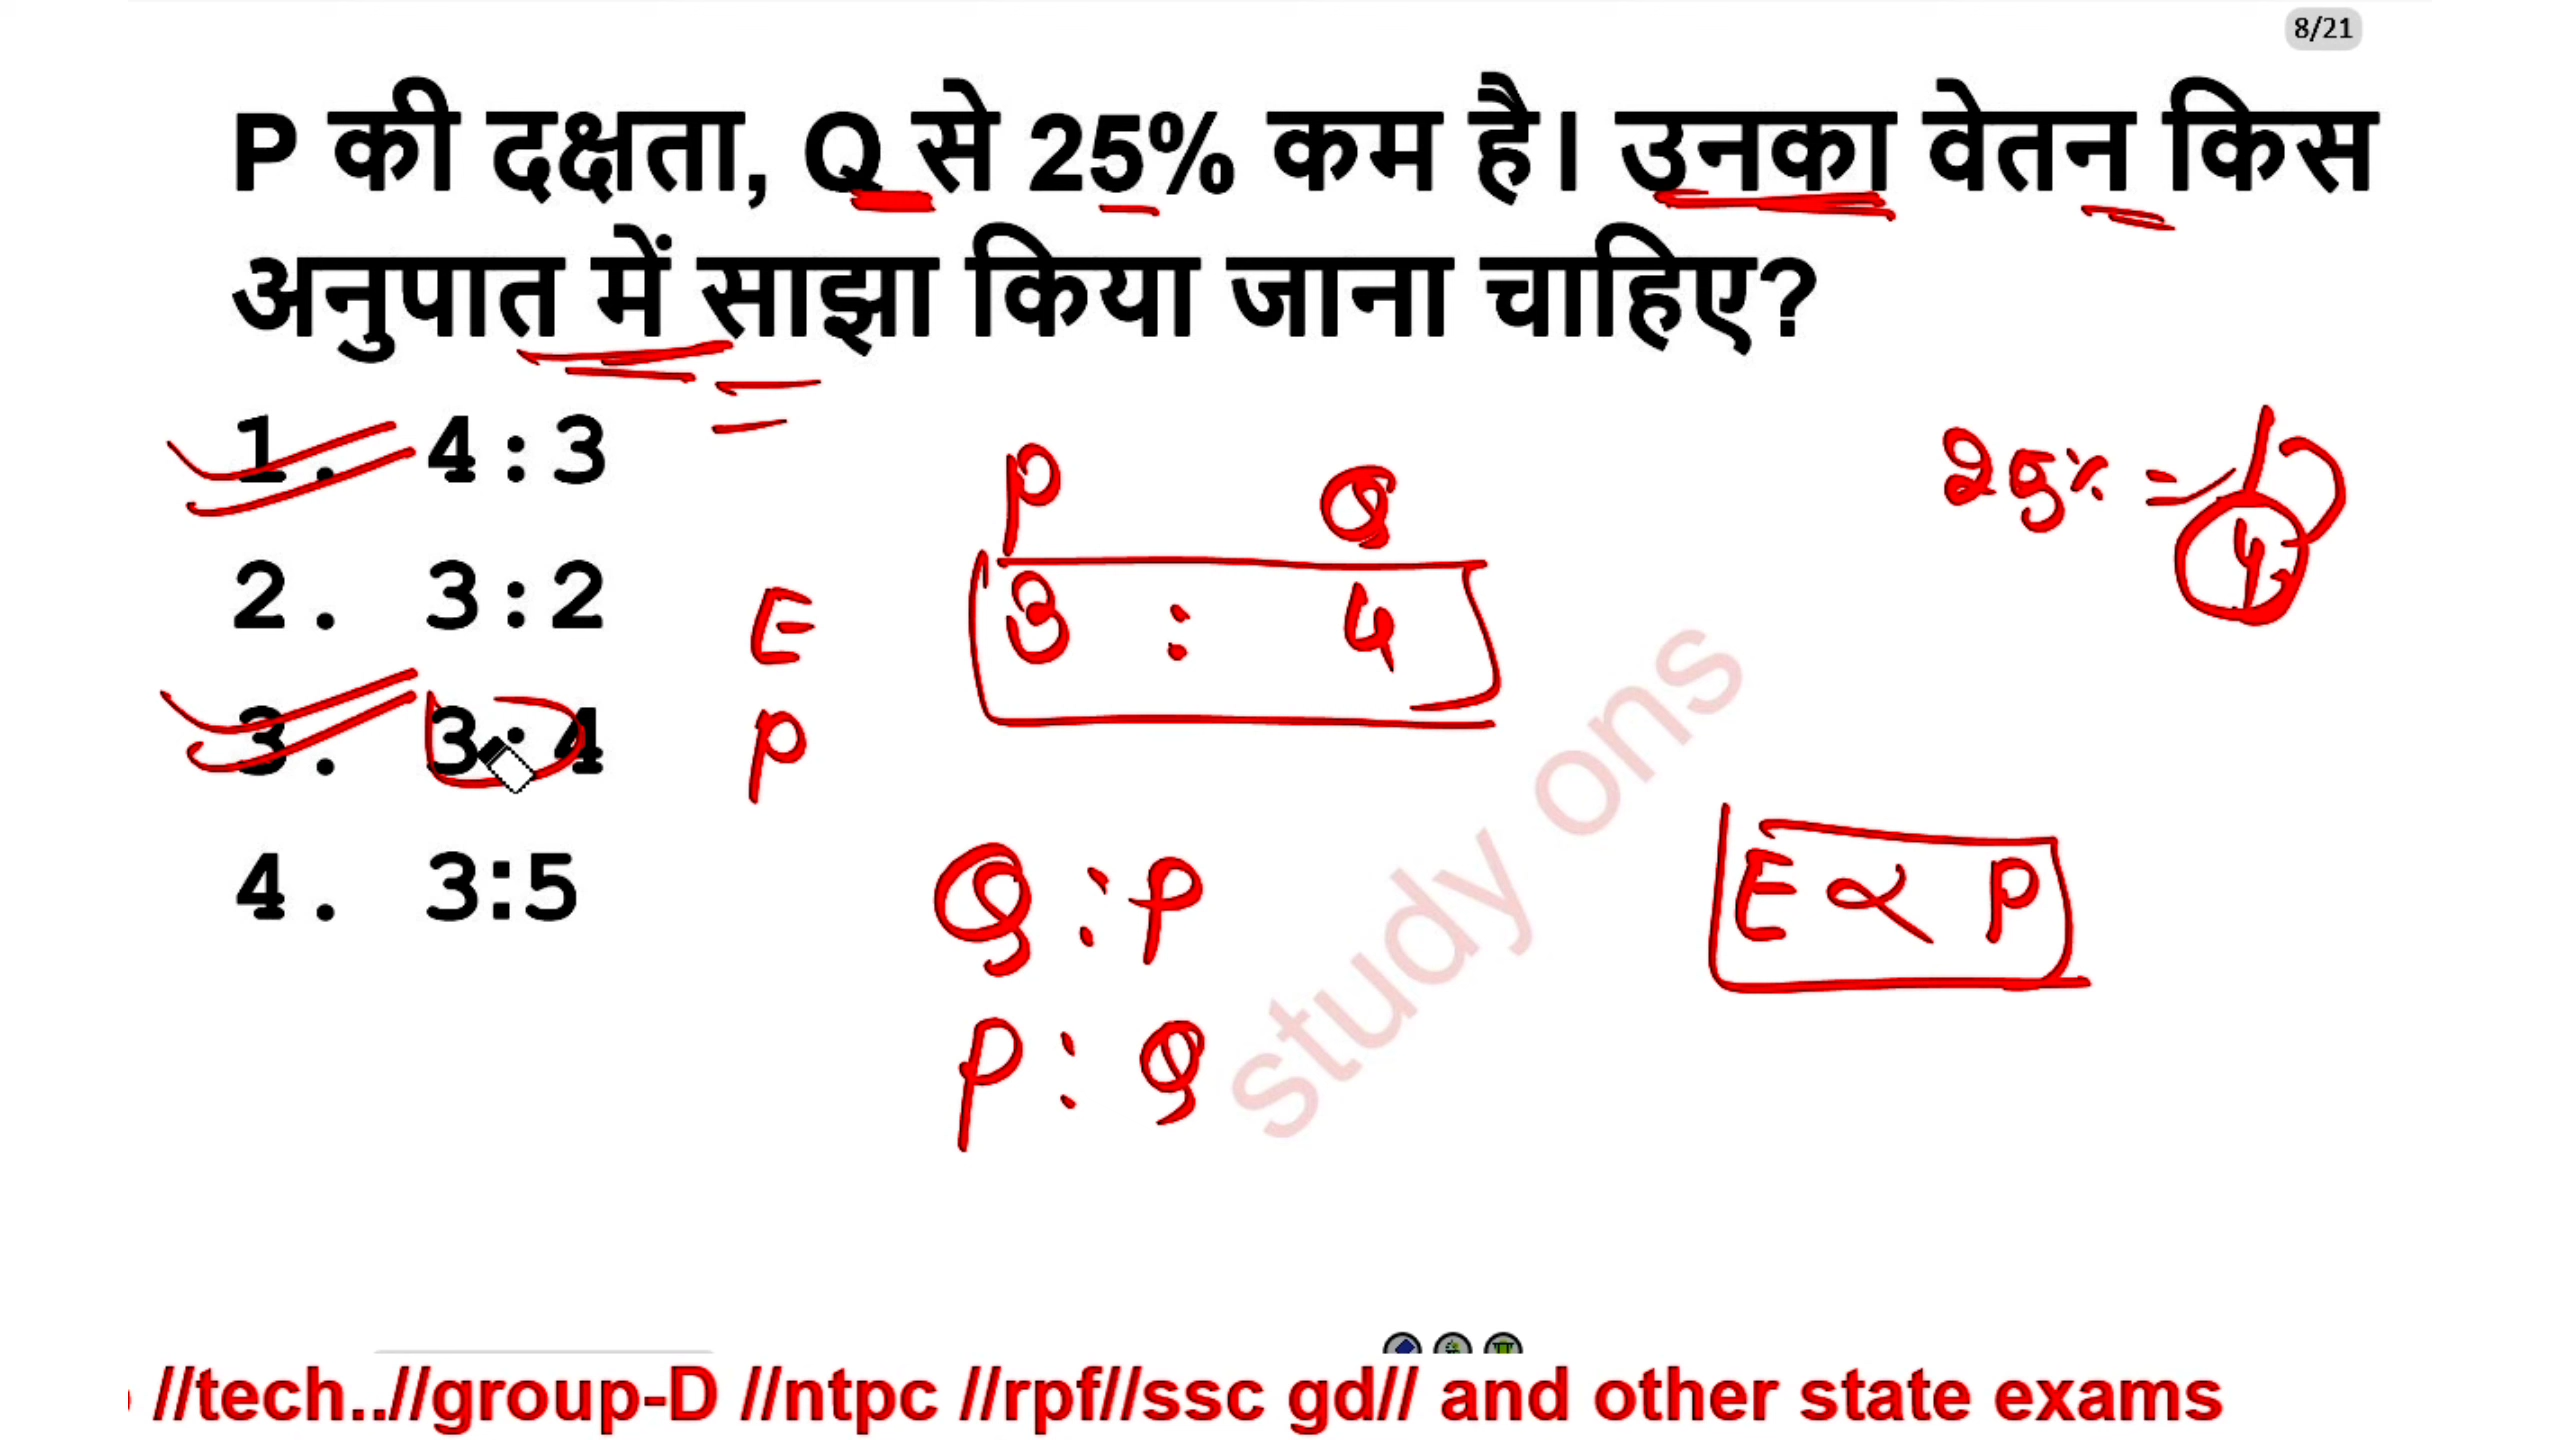 8/21
P की दक्षता, Q से 25% कम है। उनका वेतन किस
अनुपात में साझा किया जाना चाहिए?
1. 4:3
2. 3:2
3. 3:4
4. 3:5
25% = 1/4
P Q
E 3 : 4
P
Q : P
P : Q
E ∝ P
study ons
//tech..//group-D //ntpc //rpf//ssc gd// and other state exams